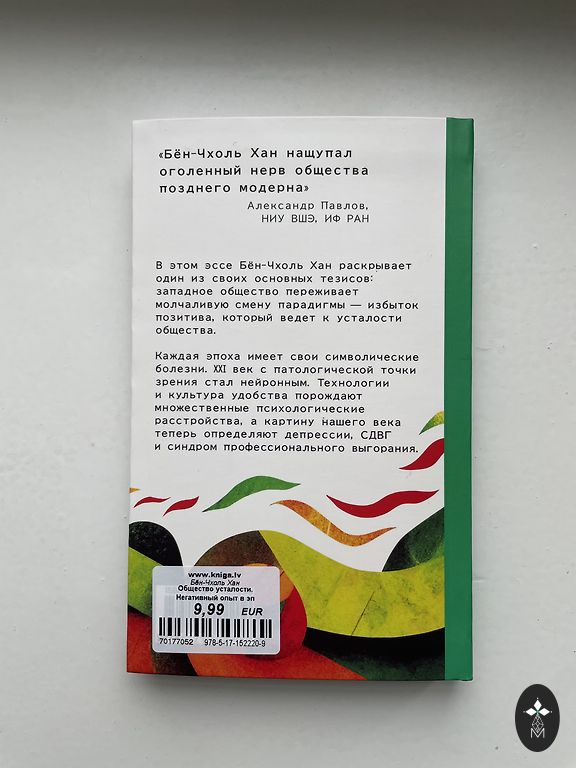 «Бён-Чхоль Хан нащупал
оголенный нерв общества
позднего модерна»
Александр Павлов,
НИУ ВШЭ, ИФ РАН
В этом эссе Бён-Чхоль Хан раскрывает
один из своих основных тезисов:
западное общество переживает
молчаливую смену парадигмы — избыток
позитива, который ведет к усталости
общества.
Каждая эпоха имеет свои символические
болезни. XXI век с патологической точки
зрения стал нейронным. Технологии
и культура удобства порождают
множественные психологические
расстройства, а картину нашего века
теперь определяют депрессии, СДВГ
и синдром профессионального выгорания.
www.kniga.lv
Бён-Чхоль Хан
Общество усталости.
Негативный опыт в эп
9,99 EUR
70177052 978-5-17-152220-9
M